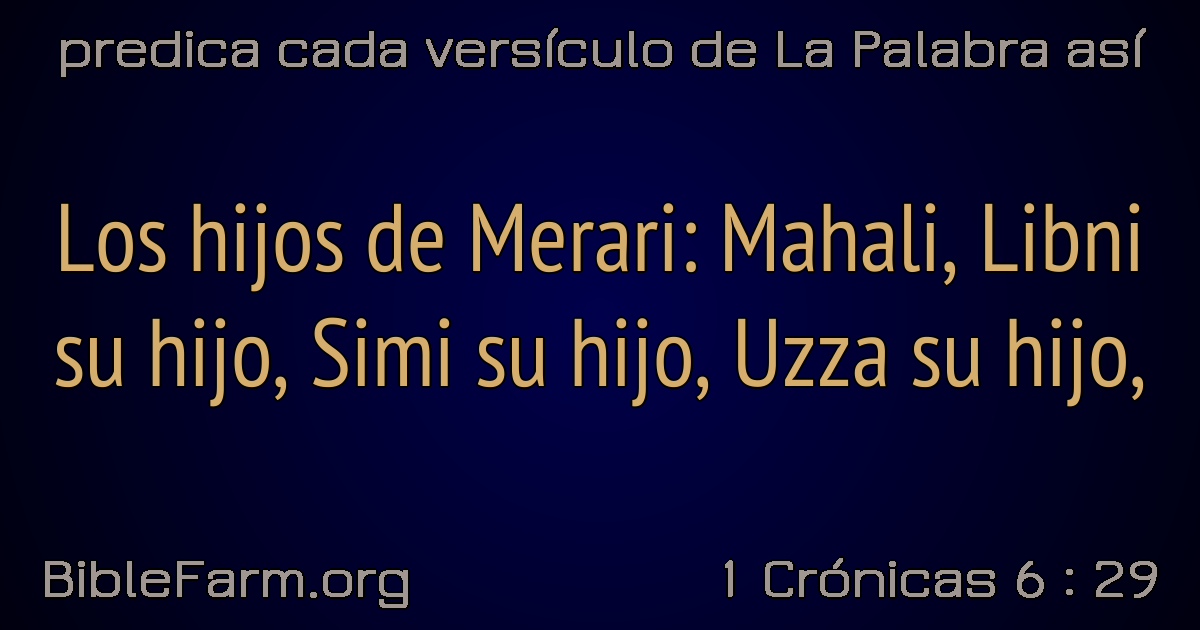 predica cada versículo de La Palabra así
Los hijos de Merari: Mahali, Libni
su hijo, Simi su hijo, Uzza su hijo,
BibleFarm.org
1 Crónicas 6 : 29